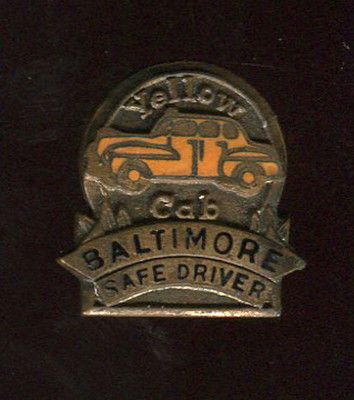 Yellow
Cab
BALTIMORE
SAFE DRIVER